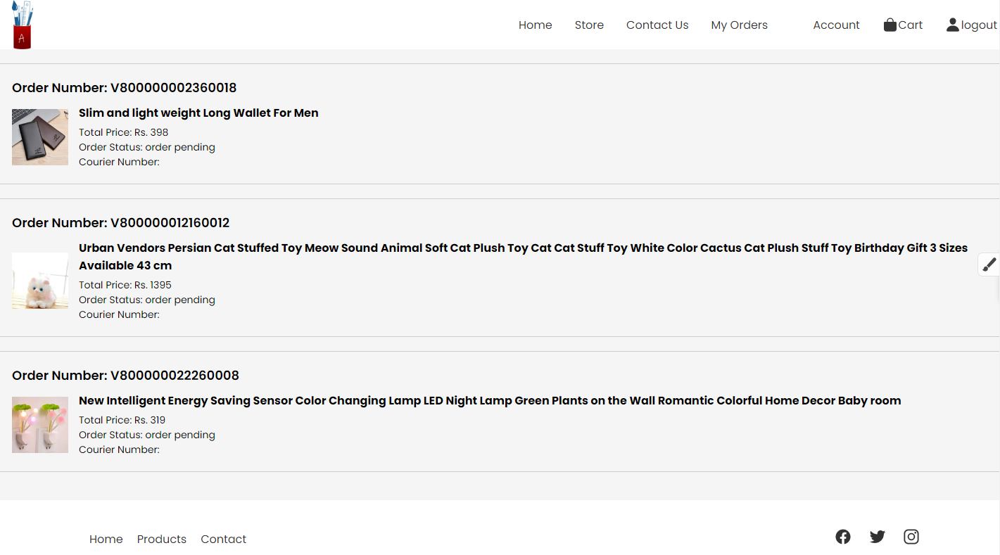 A
Home Store Contact Us My Orders Account Cart logout
Order Number: V800000002360018
Slim and light weight Long Wallet For Men
Total Price: Rs. 398
Order Status: order pending
Courier Number:
Order Number: V800000012160012
Urban Vendors Persian Cat Stuffed Toy Meow Sound Animal Soft Cat Plush Toy Cat Cat Stuff Toy White Color Cactus Cat Plush Stuff Toy Birthday Gift 3 Sizes
Available 43 cm
Total Price: Rs. 1395
Order Status: order pending
Courier Number:
Order Number: V800000022260008
New Intelligent Energy Saving Sensor Color Changing Lamp LED Night Lamp Green Plants on the Wall Romantic Colorful Home Decor Baby room
Total Price: Rs. 319
Order Status: order pending
Courier Number:
Home Products Contact